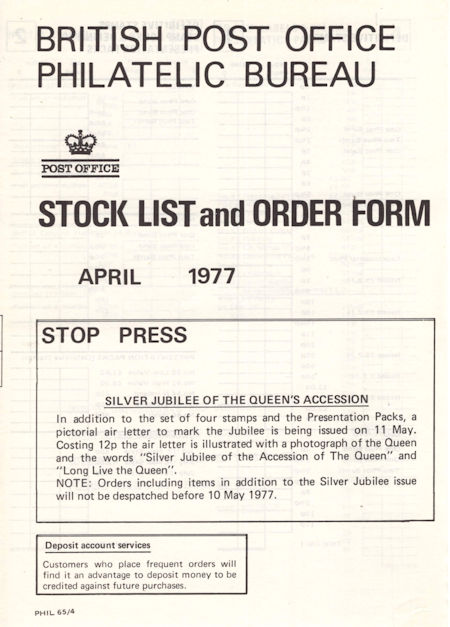 BRITISH POST OFFICE
PHILATELIC BUREAU
POST OFFICE
STOCK LIST and ORDER FORM
APRIL 1977
STOP PRESS
SILVER JUBILEE OF THE QUEEN'S ACCESSION
In addition to the set of four stamps and the Presentation Packs, a
pictorial air letter to mark the Jubilee is being issued on 11 May.
Costing 12p the air letter is illustrated with a photograph of the Queen
and the words "Silver Jubilee of the Accession of The Queen" and
"Long Live the Queen".
NOTE: Orders including items in addition to the Silver Jubilee issue
will not be despatched before 10 May 1977.
Deposit account services
Customers who place frequent orders will
find it an advantage to deposit money to be
credited against future purchases.
PHIL 65/4